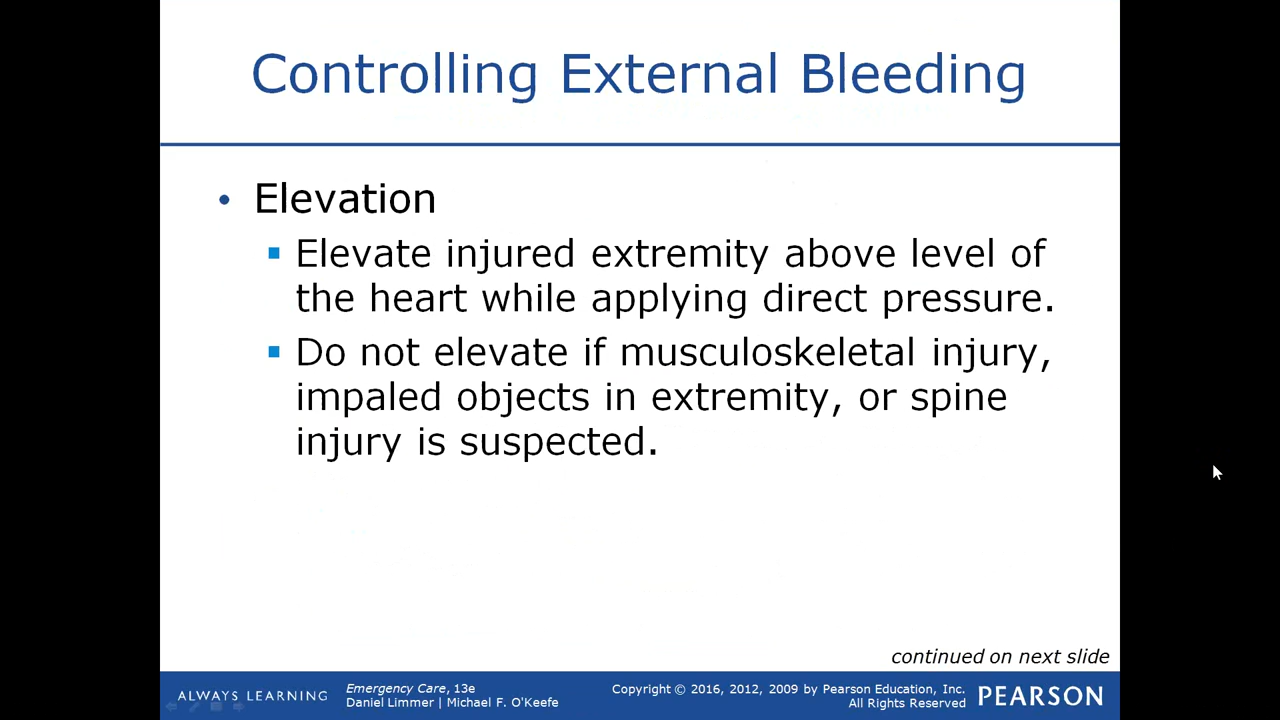 Controlling External Bleeding
• Elevation
▪ Elevate injured extremity above level of
the heart while applying direct pressure.
▪ Do not elevate if musculoskeletal injury,
impaled objects in extremity, or spine
injury is suspected.
continued on next slide
ALWAYS LEARNING
Emergency Care, 13e
Daniel Limmer | Michael F. O'Keefe
Copyright © 2016, 2012, 2009 by Pearson Education, Inc.
All Rights Reserved
PEARSON